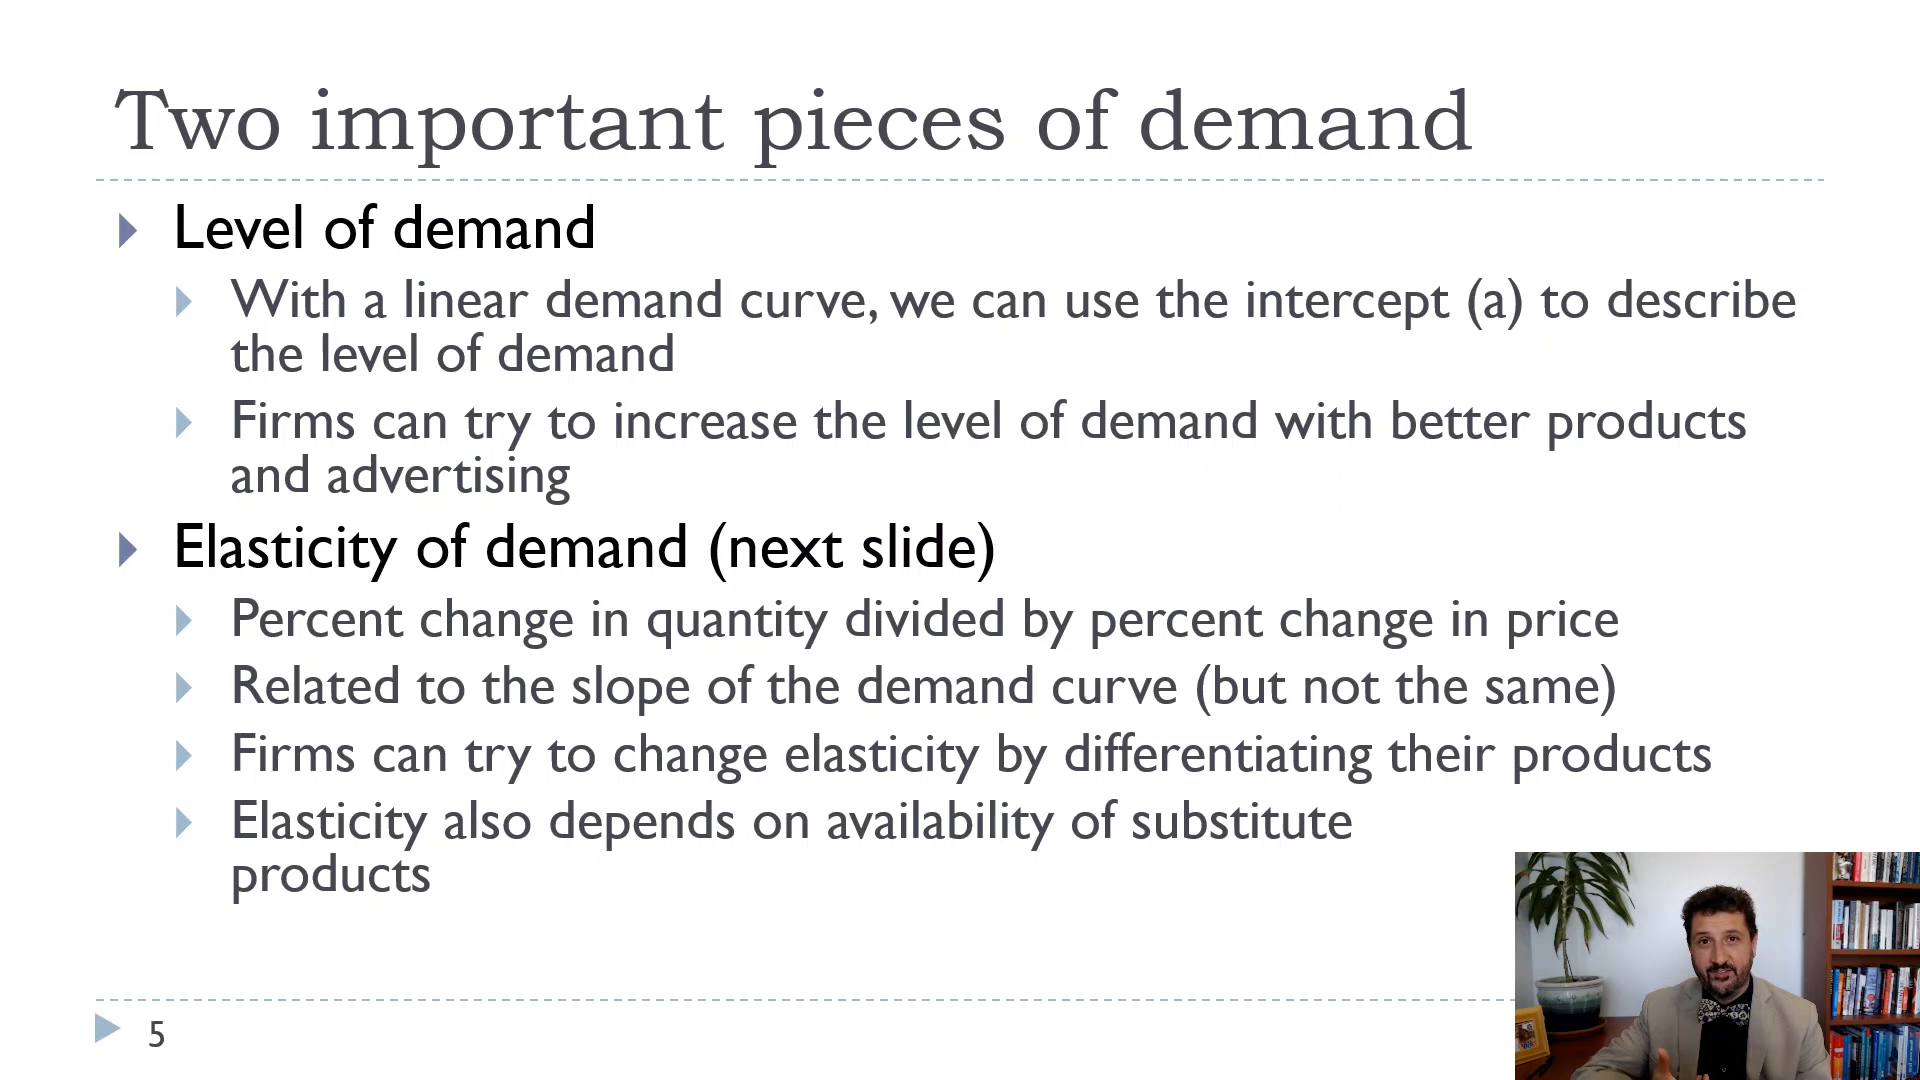 Two important pieces of demand
Level of demand
With a linear demand curve, we can use the intercept (a) to describe
the level of demand
Firms can try to increase the level of demand with better products
and advertising
Elasticity of demand (next slide)
Percent change in quantity divided by percent change in price
Related to the slope of the demand curve (but not the same)
Firms can try to change elasticity by differentiating their products
Elasticity also depends on availability of substitute
products
5